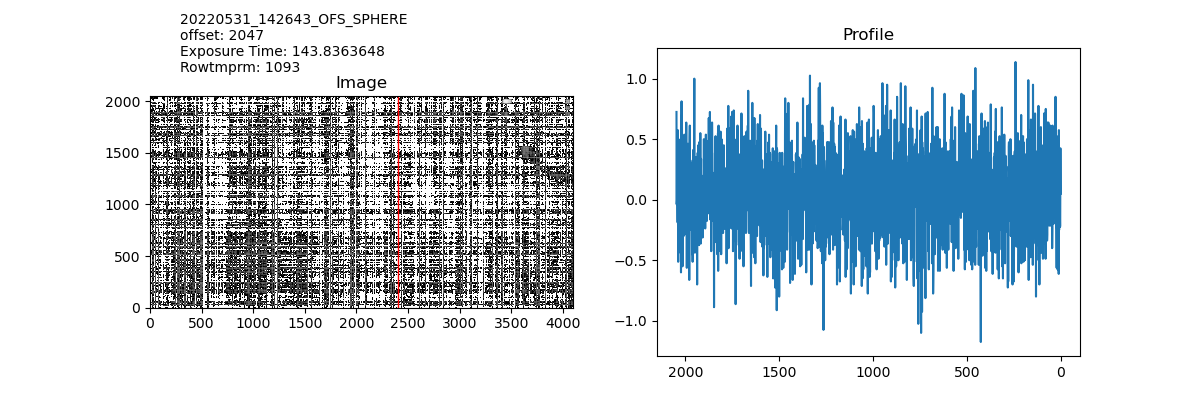 20220531_142643_OFS_SPHERE
offset: 2047
Exposure Time: 143.8363648
Rowtmprm: 1093
Image
2000
1500
1000
500
0
0 500 1000 1500 2000 2500 3000 3500 4000
Profile
1.0
0.5
0.0
−0.5
−1.0
2000 1500 1000 500 0